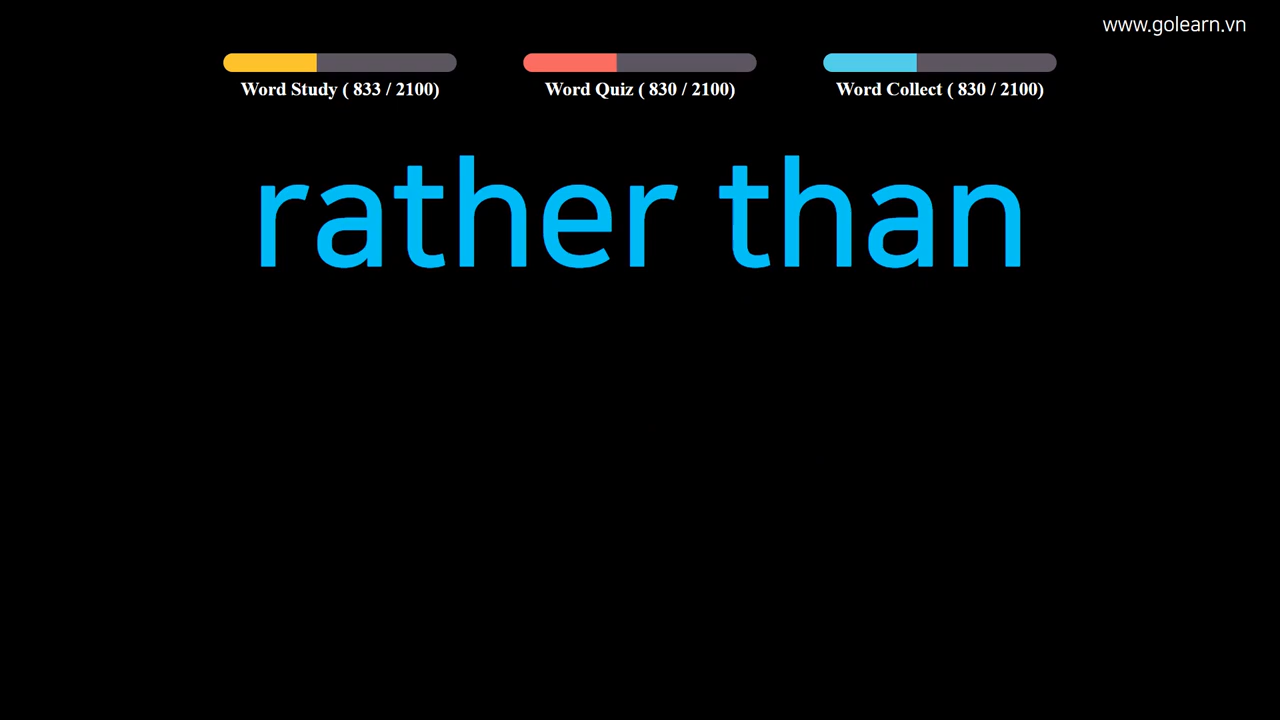 www.golearn.vn
Word Study ( 833 / 2100)
Word Quiz ( 830 / 2100)
Word Collect ( 830 / 2100)
rather than